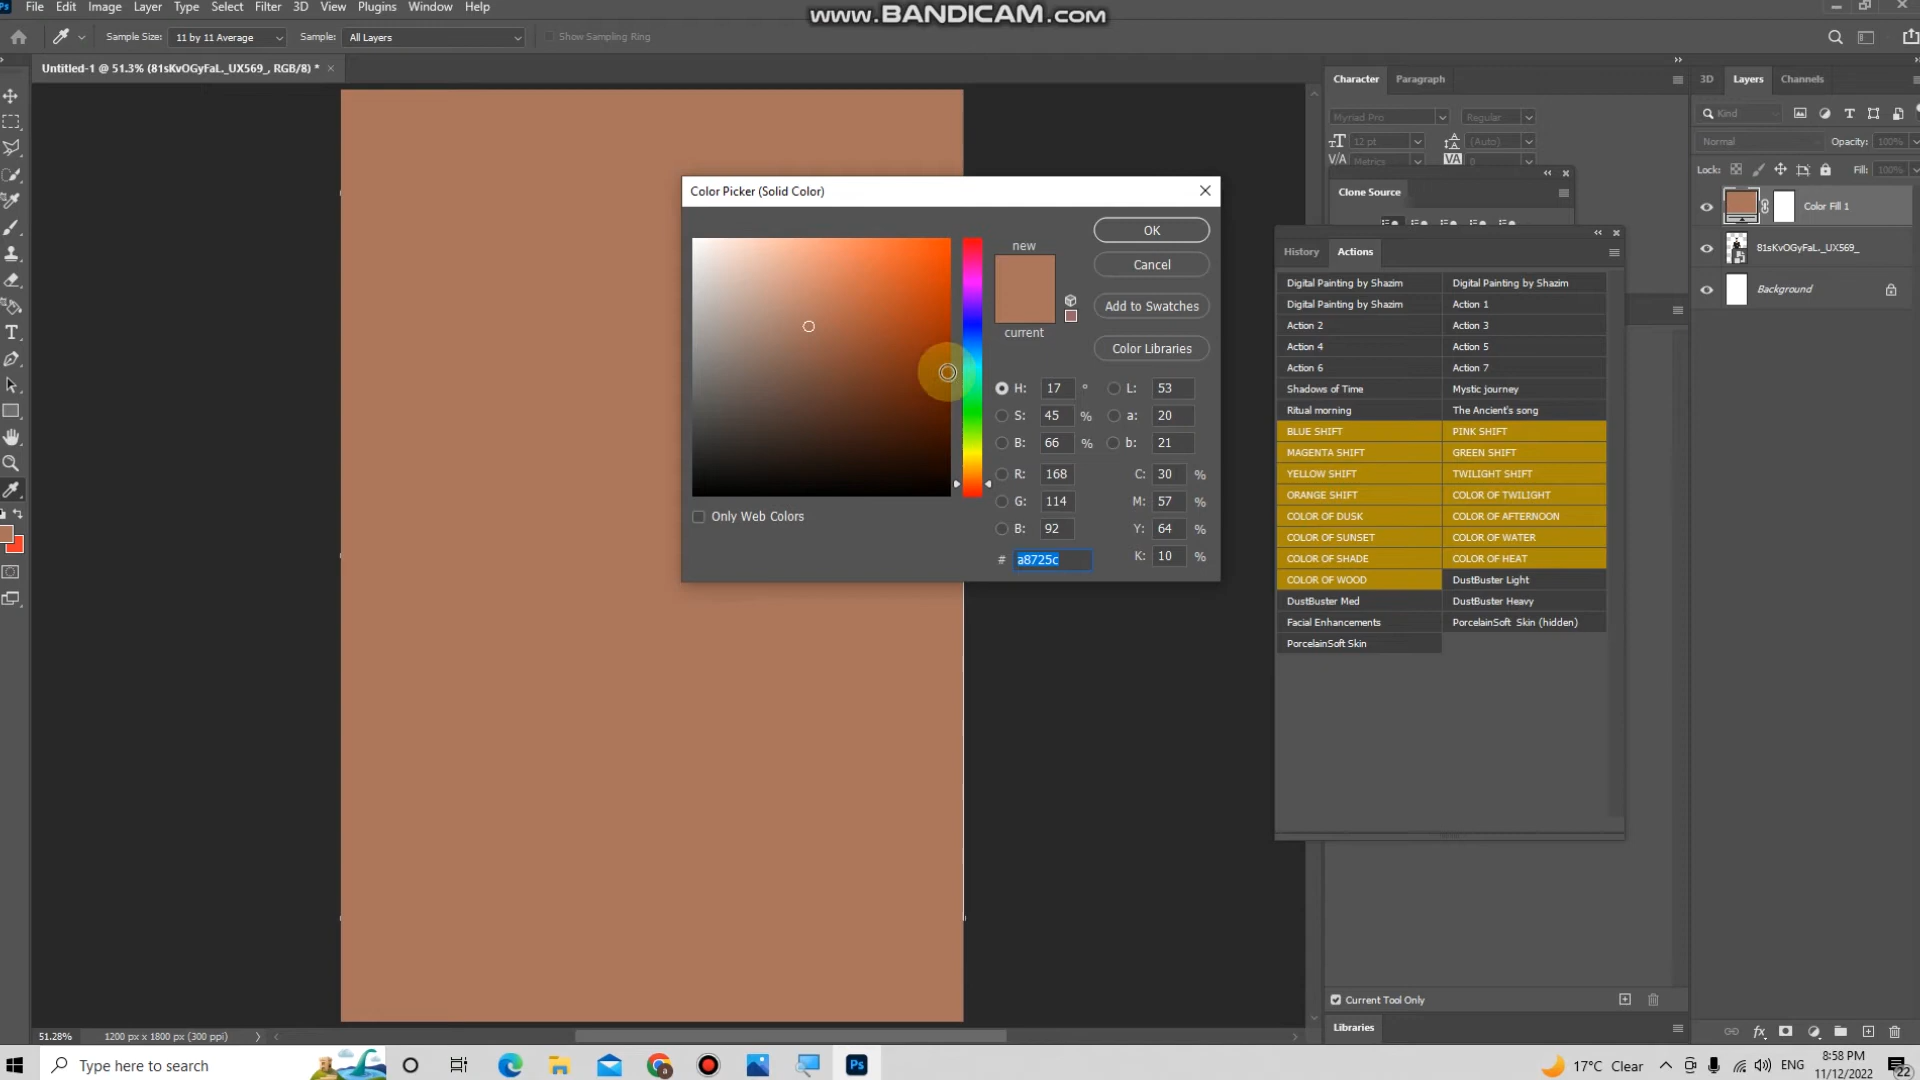 www.BANDICAM.com
Ps File Edit Image Layer Type Select Filter 3D View Plugins Window Help
Sample Size: 11 by 11 Average Sample: All Layers Show Sampling Ring
Untitled-1 @ 51.3% (81sKvOGyFaL._UX569_, RGB/8) * ×
Character Paragraph
Myriad Pro Regular
12 pt (Auto)
Metrics 0
Clone Source
3D Layers Channels
Kind
Normal Opacity: 100%
Lock: Fill: 100%
Color Fill 1
81sKvOGyFaL._UX569_
Background
Color Picker (Solid Color)
new
current
OK
Cancel
Add to Swatches
Color Libraries
H: 17 ° L: 53
S: 45 % a: 20
B: 66 % b: 21
R: 168 C: 30 %
G: 114 M: 57 %
B: 92 Y: 64 %
# a8725c K: 10 %
Only Web Colors
History Actions
Digital Painting by Shazim Digital Painting by Shazim
Digital Painting by Shazim Action 1
Action 2 Action 3
Action 4 Action 5
Action 6 Action 7
Shadows of Time Mystic journey
Ritual morning The Ancient's song
BLUE SHIFT PINK SHIFT
MAGENTA SHIFT GREEN SHIFT
YELLOW SHIFT TWILIGHT SHIFT
ORANGE SHIFT COLOR OF TWILIGHT
COLOR OF DUSK COLOR OF AFTERNOON
COLOR OF SUNSET COLOR OF WATER
COLOR OF SHADE COLOR OF HEAT
COLOR OF WOOD DustBuster Light
DustBuster Med DustBuster Heavy
Facial Enhancements PorcelainSoft Skin (hidden)
PorcelainSoft Skin
Current Tool Only
Libraries
51.28% 1200 px x 1800 px (300 ppi)
Type here to search
Ps
17°C Clear ENG 8:58 PM
11/12/2022 22